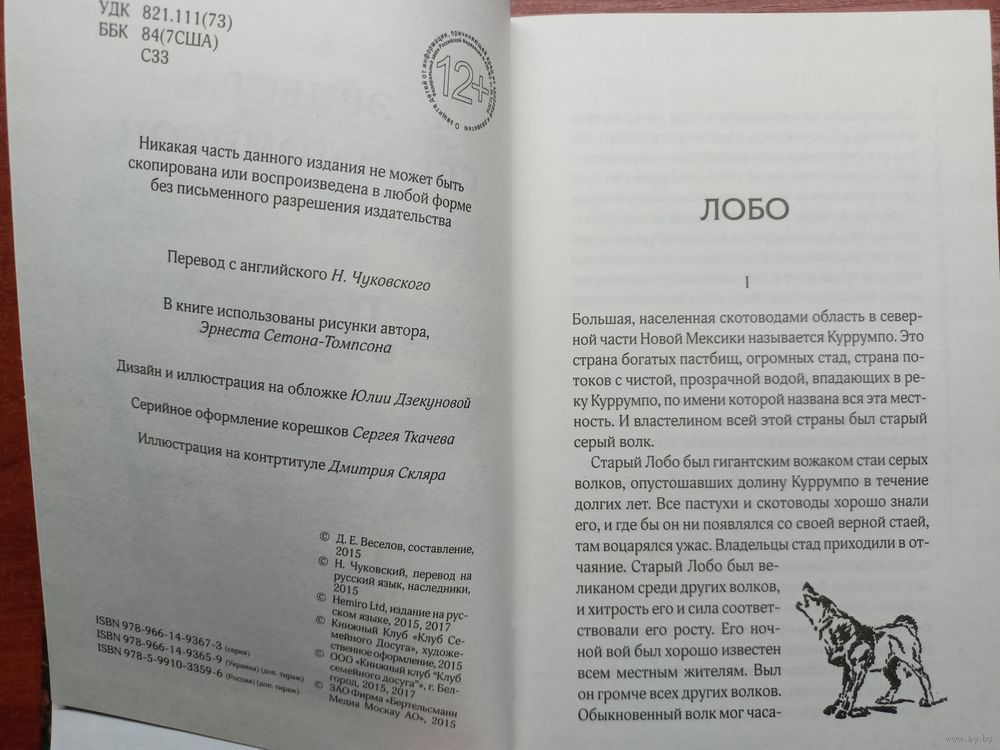 УДК 821.111(73)
ББК 84(7США)
С33
12+
Никакая часть данного издания не может быть
скопирована или воспроизведена в любой форме
без письменного разрешения издательства
Перевод с английского Н. Чуковского
В книге использованы рисунки автора,
Эрнеста Сетона-Томпсона
Дизайн и иллюстрация на обложке Юлии Дзекуновой
Серийное оформление корешков Сергея Ткачева
Иллюстрация на контртитуле Дмитрия Скляра
© Д. Е. Веселов, составление,
2015
© Н. Чуковский, перевод на
русский язык, наследники,
2015
© Hemiro Ltd, издание на рус-
ском языке, 2015, 2017
© Книжный Клуб «Клуб Се-
мейного Досуга», художе-
ственное оформление, 2015
© ООО «Книжный клуб "Клуб
семейного досуга"», г. Бел-
город, 2015, 2017
© ЗАО Фирма «Бертельсманн
Медиа Москау АО», 2015
ISBN 978-966-14-9367-3 (серия)
ISBN 978-966-14-9365-9 (Украина) (доп. тираж)
ISBN 978-5-9910-3359-6 (Россия) (доп. тираж)
ЛОБО
I
Большая, населенная скотоводами область в север-
ной части Новой Мексики называется Куррумпо. Это
страна богатых пастбищ, огромных стад, страна по-
токов с чистой, прозрачной водой, впадающих в ре-
ку Куррумпо, по имени которой названа вся эта мест-
ность. И властелином всей этой страны был старый
серый волк.
Старый Лобо был гигантским вожаком стаи серых
волков, опустошавших долину Куррумпо в течение
долгих лет. Все пастухи и скотоводы хорошо знали
его, и где бы он ни появлялся со своей верной стаей,
там воцарялся ужас. Владельцы стад приходили в от-
чаяние. Старый Лобо был ве-
ликаном среди других волков,
и хитрость его и сила соответ-
ствовали его росту. Его ноч-
ной вой был хорошо известен
всем местным жителям. Выл
он громче всех других волков.
Обыкновенный волк мог часа-
www.ay.by